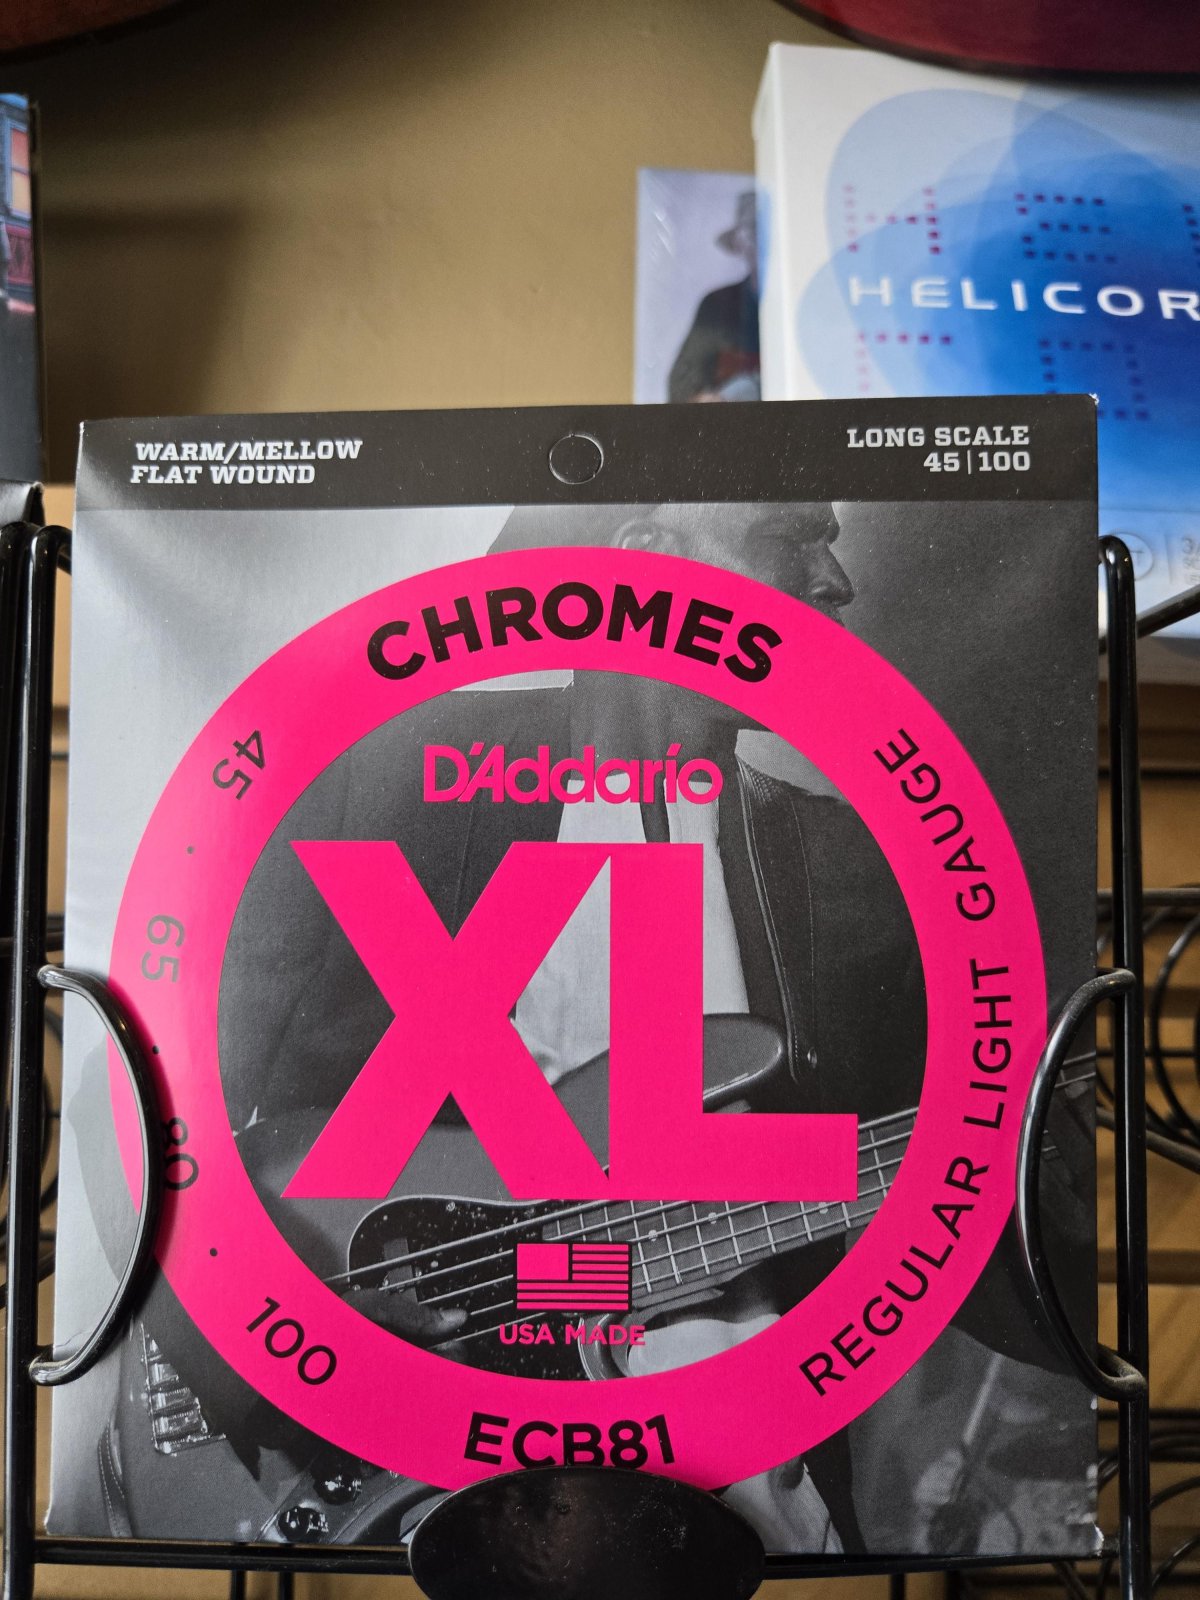 HELICOR
WARM/MELLOW
FLAT WOUND
LONG SCALE
45|100
CHROMES
45 · 65 · 80 · 100
REGULAR LIGHT GAUGE
D'Addario
XL
USA MADE
ECB81